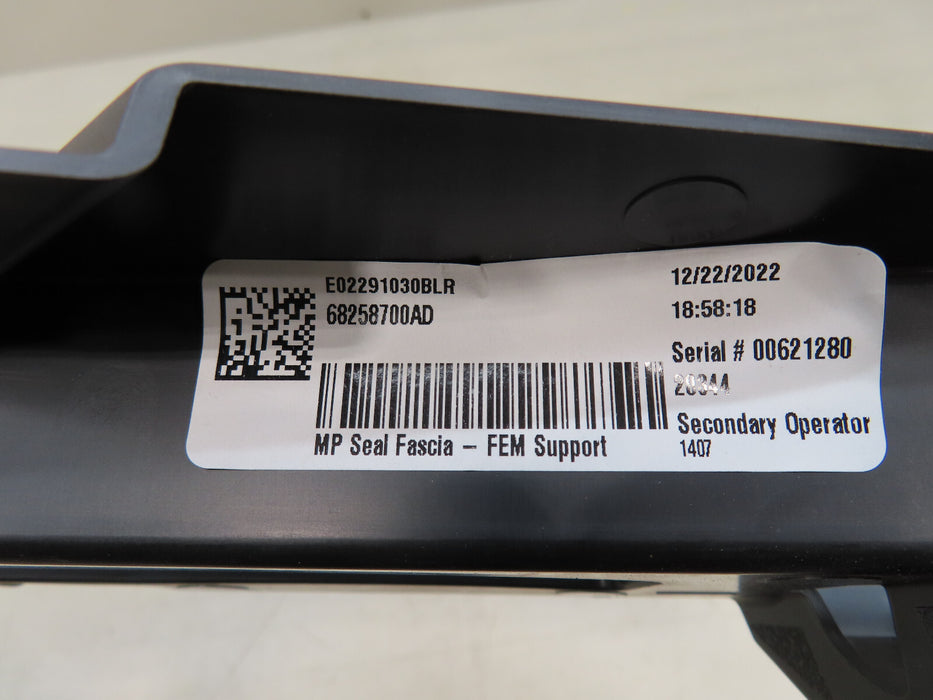 E02291030BLR
68258700AD
MP Seal Fascia – FEM Support
12/22/2022
18:58:18
Serial # 00621280
20344
Secondary Operator
1407